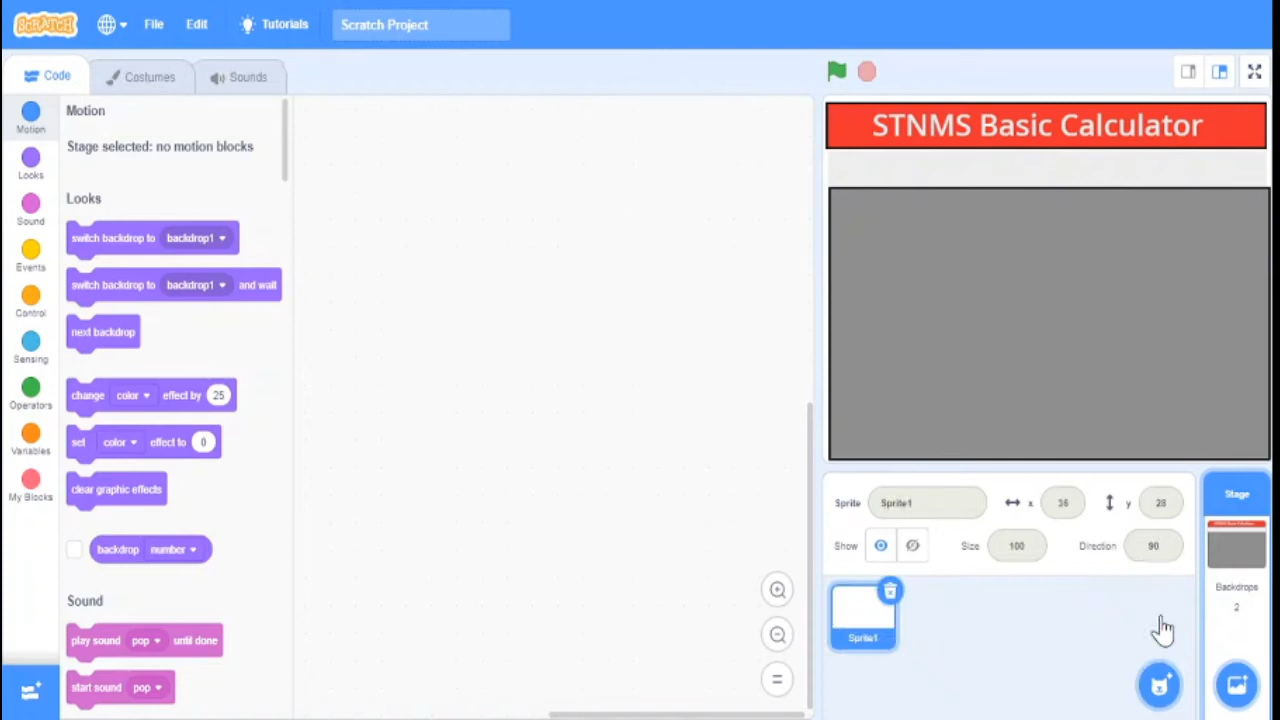 SCRATCH
File
Edit
Tutorials
Scratch Project
Code
Costumes
Sounds
Motion
Looks
Sound
Events
Control
Sensing
Operators
Variables
My Blocks
Motion
Stage selected: no motion blocks
Looks
switch backdrop to backdrop1
switch backdrop to backdrop1 and wait
next backdrop
change color effect by 25
set color effect to 0
clear graphic effects
backdrop number
Sound
play sound pop until done
start sound pop
STNMS Basic Calculator
Sprite Sprite1 x 36 y 28
Show Size 100 Direction 90
Sprite1
Stage
Backdrops
2